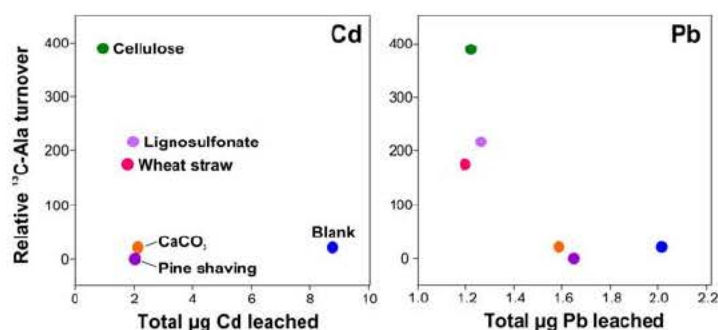 Cd
Pb
Relative ¹³C-Ala turnover
400
300
200
100
0
Cellulose
Lignosulfonate
Wheat straw
CaCO₃
Pine shaving
Blank
0
2
4
6
8
10
Total µg Cd leached
400
300
200
100
0
1.0
1.2
1.4
1.6
1.8
2.0
2.2
Total µg Pb leached